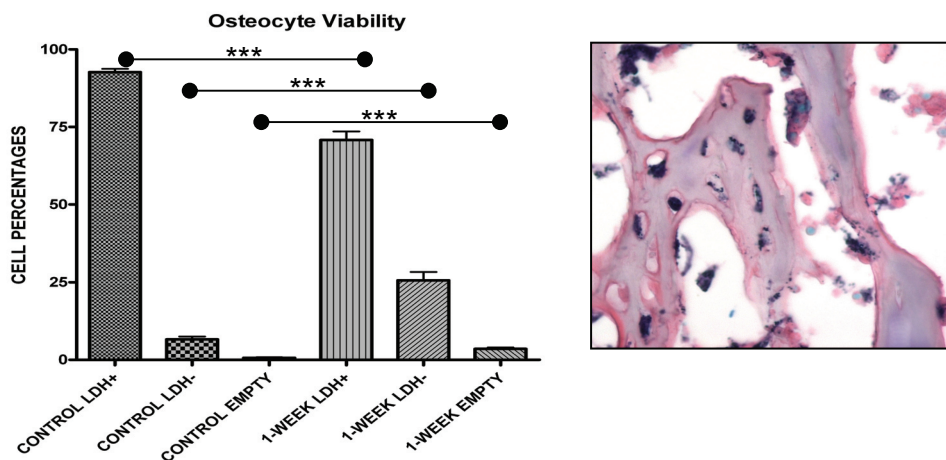 Osteocyte Viability
***
***
***
100
75
50
25
0
CELL PERCENTAGES
CONTROL LDH+
CONTROL LDH-
CONTROL EMPTY
1-WEEK LDH+
1-WEEK LDH-
1-WEEK EMPTY